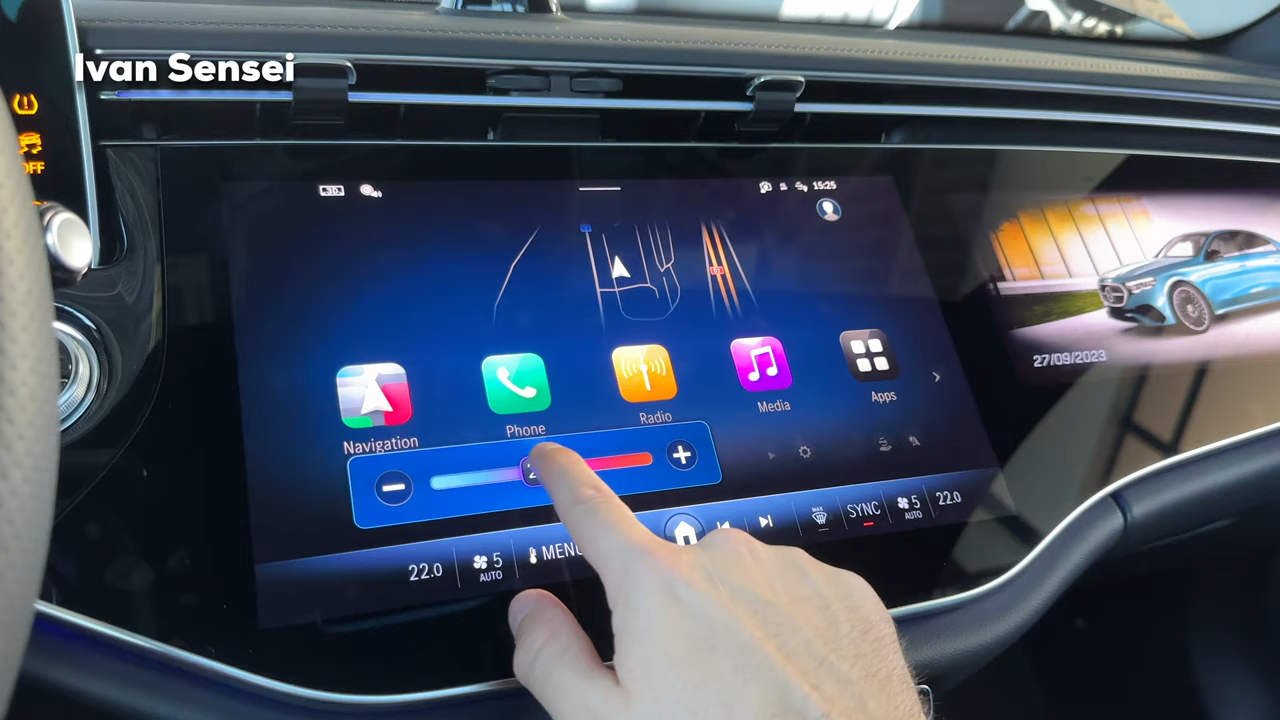 Ivan Sensei
OFF
3D
15:25
27/09/2023
Navigation
Phone
Radio
Media
Apps
22.0
5
AUTO
MENU
MAX
SYNC
5
AUTO
22.0